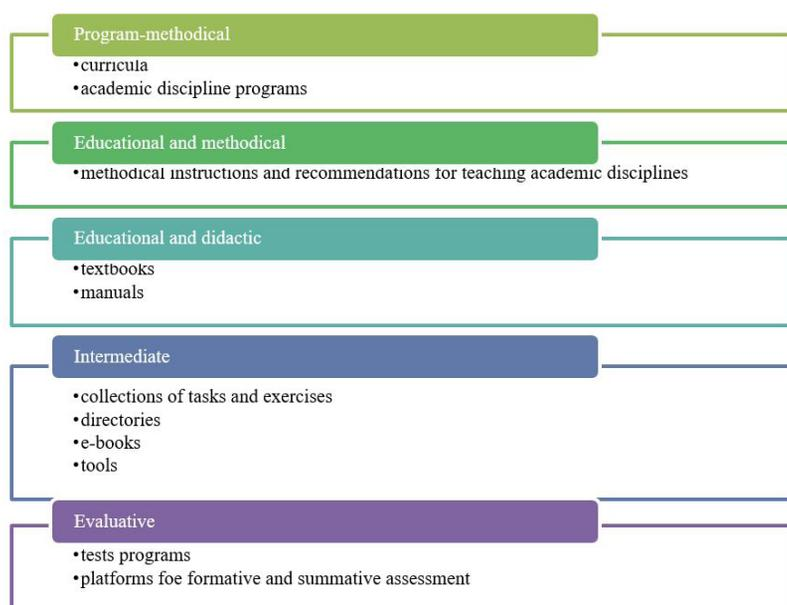 Program-methodical
•curricula
•academic discipline programs
Educational and methodical
•methodical instructions and recommendations for teaching academic disciplines
Educational and didactic
•textbooks
•manuals
Intermediate
•collections of tasks and exercises
•directories
•e-books
•tools
Evaluative
•tests programs
•platforms foe formative and summative assessment